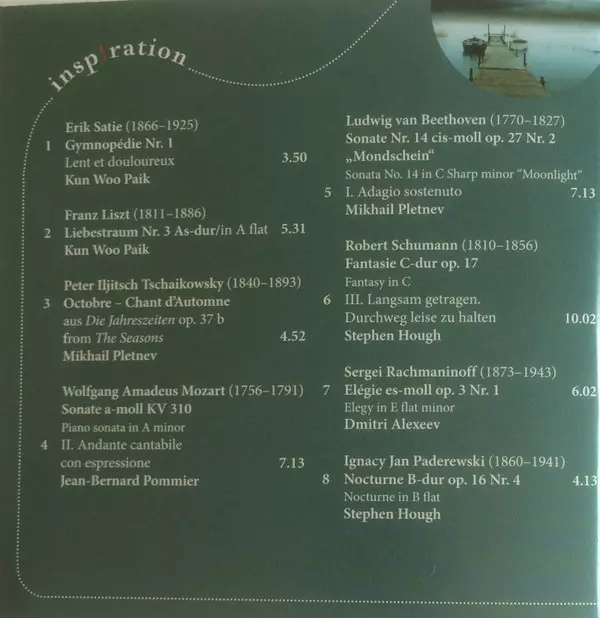 insp!ration
Erik Satie (1866–1925)
1 Gymnopédie Nr. 1
Lent et douloureux 3.50
Kun Woo Paik
Franz Liszt (1811–1886)
2 Liebestraum Nr. 3 As-dur/in A flat 5.31
Kun Woo Paik
Peter Iljitsch Tschaikowsky (1840–1893)
3 Octobre – Chant d'Automne
aus Die Jahreszeiten op. 37 b
from The Seasons 4.52
Mikhail Pletnev
Wolfgang Amadeus Mozart (1756–1791)
Sonate a-moll KV 310
Piano sonata in A minor
4 II. Andante cantabile
con espressione 7.13
Jean-Bernard Pommier
Ludwig van Beethoven (1770–1827)
Sonate Nr. 14 cis-moll op. 27 Nr. 2
„Mondschein“
Sonata No. 14 in C Sharp minor “Moonlight”
5 I. Adagio sostenuto 7.13
Mikhail Pletnev
Robert Schumann (1810–1856)
Fantasie C-dur op. 17
Fantasy in C
6 III. Langsam getragen.
Durchweg leise zu halten 10.02
Stephen Hough
Sergei Rachmaninoff (1873–1943)
7 Elégie es-moll op. 3 Nr. 1 6.02
Elegy in E flat minor
Dmitri Alexeev
Ignacy Jan Paderewski (1860–1941)
8 Nocturne B-dur op. 16 Nr. 4 4.13
Nocturne in B flat
Stephen Hough